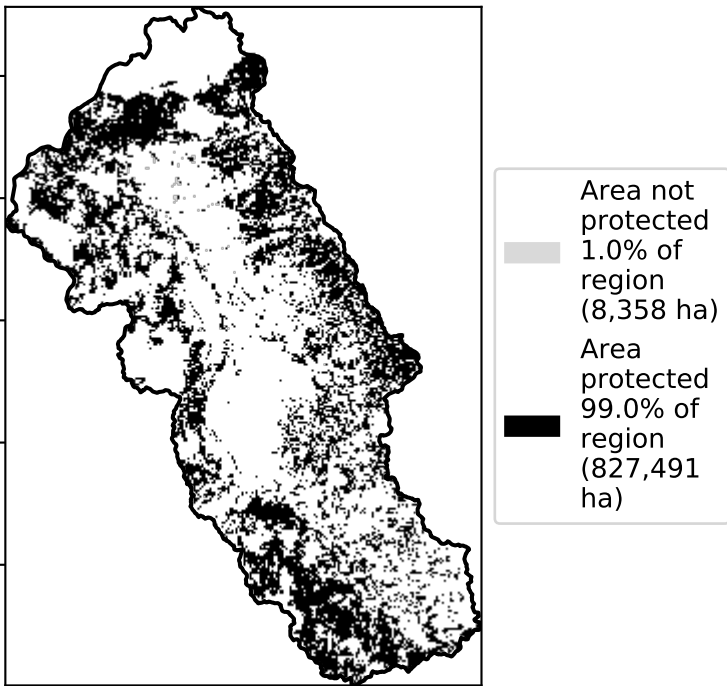 Area not
protected
1.0% of
region
(8,358 ha)
Area
protected
99.0% of
region
(827,491
ha)